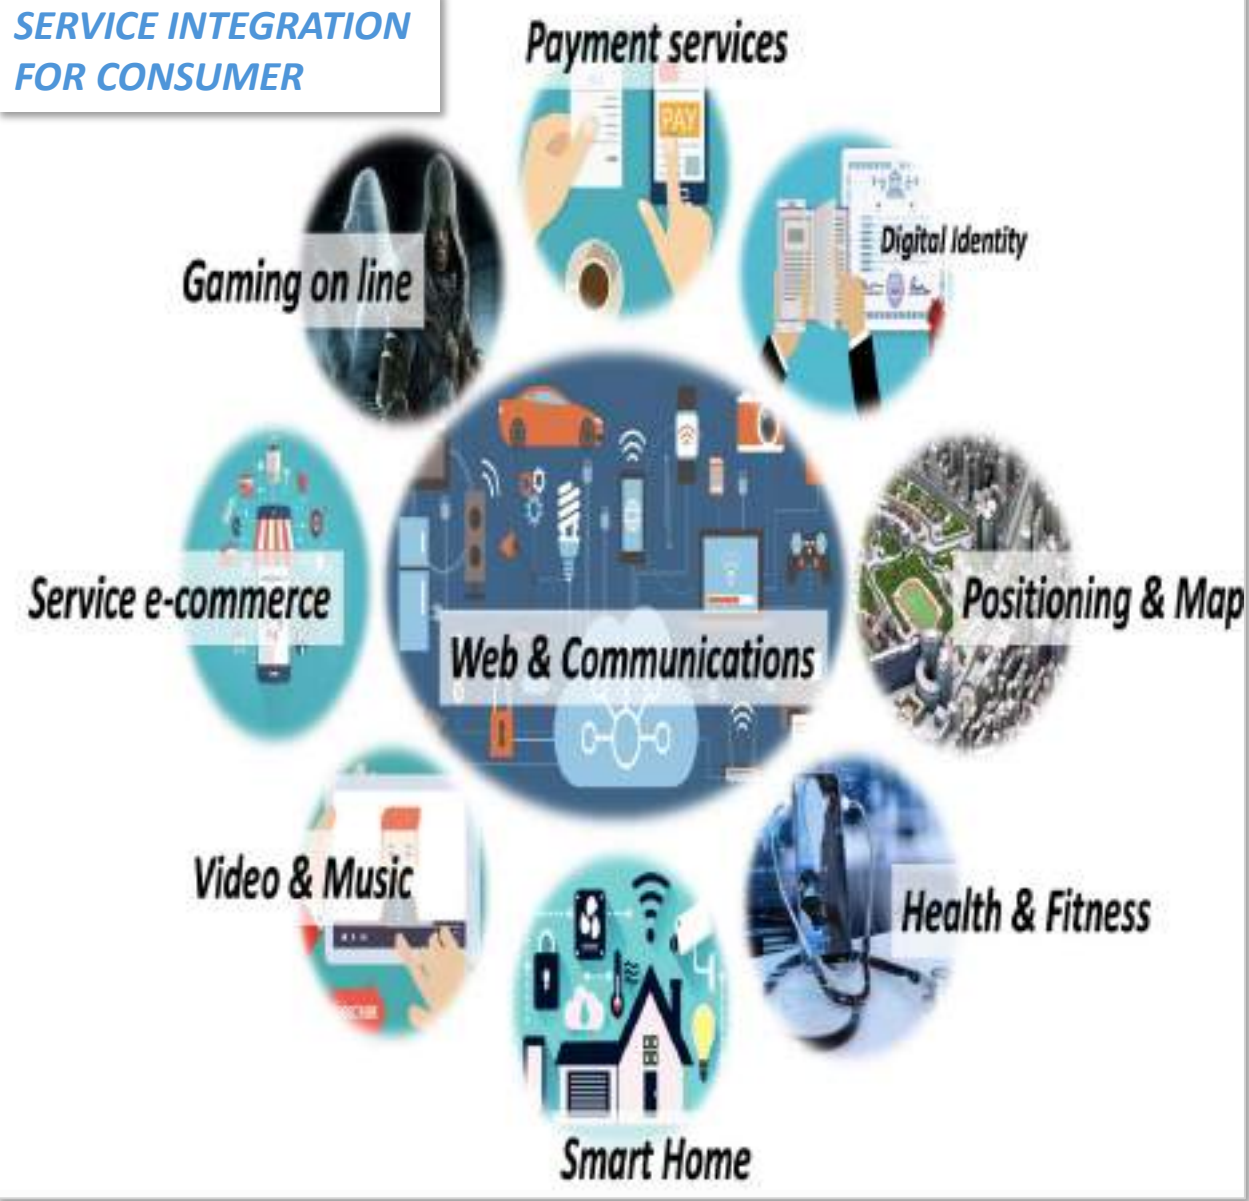 SERVICE INTEGRATION
FOR CONSUMER
Payment services
PAY
Digital Identity
Gaming on line
Service e-commerce
Web & Communications
Positioning & Map
Video & Music
Health & Fitness
Smart Home